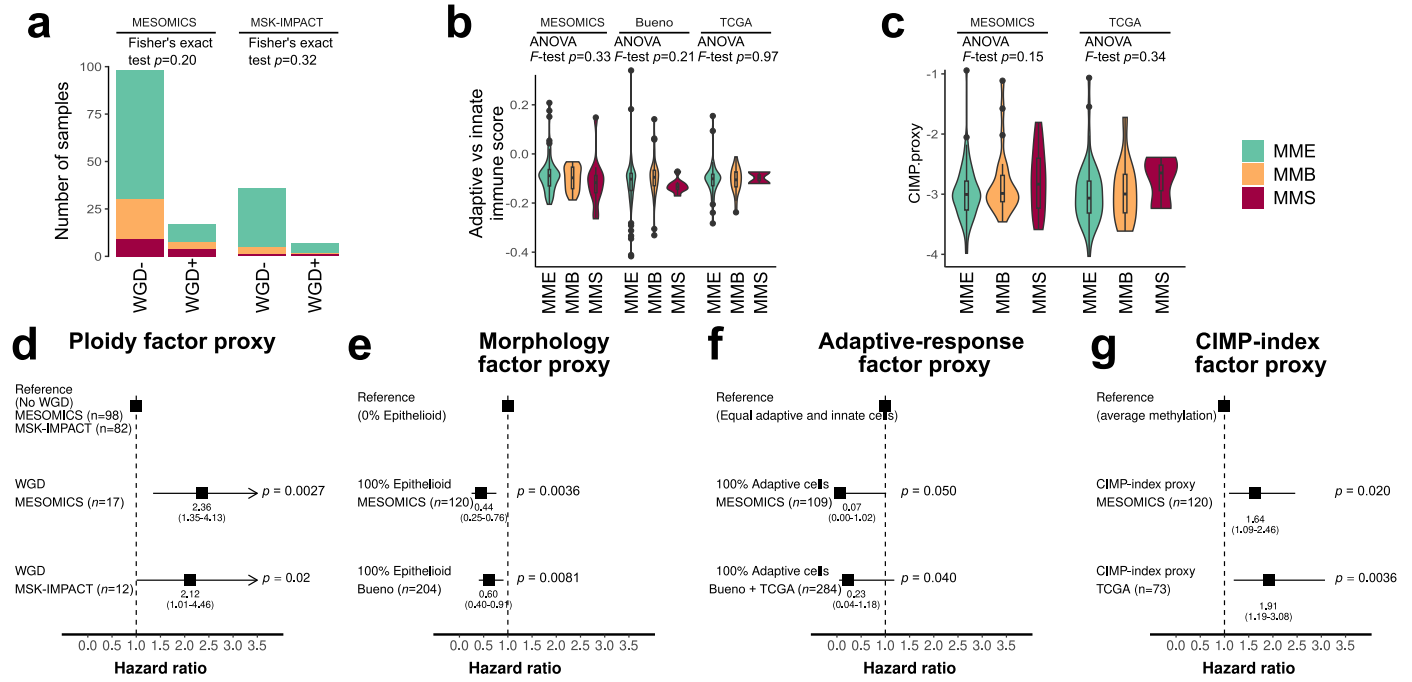 a
MESOMICS
MSK-IMPACT
Fisher's exact
test p=0.20
Fisher's exact
test p=0.32
Number of samples
100
75
50
25
0
WGD-
WGD+
WGD-
WGD+
b
MESOMICS
Bueno
TCGA
ANOVA
F-test p=0.33
ANOVA
F-test p=0.21
ANOVA
F-test p=0.97
Adaptive vs innate
immune score
0.2
0.0
-0.2
-0.4
MME
MMB
MMS
MME
MMB
MMS
MME
MMB
MMS
c
MESOMICS
TCGA
ANOVA
F-test p=0.15
ANOVA
F-test p=0.34
CIMP.proxy
-1
-2
-3
-4
MME
MMB
MMS
MME
MMB
MMS
MME
MMB
MMS
d
Ploidy factor proxy
Reference
(No WGD)
MESOMICS (n=98)
MSK-IMPACT (n=82)
WGD
MESOMICS (n=17)
p = 0.0027
2.36
(1.35-4.13)
WGD
MSK-IMPACT (n=12)
p = 0.02
2.12
(1.01-4.46)
0.0 0.5 1.0 1.5 2.0 2.5 3.0 3.5
Hazard ratio
e
Morphology
factor proxy
Reference
(0% Epithelioid)
100% Epithelioid
MESOMICS (n=120)
p = 0.0036
0.44
(0.25-0.76)
100% Epithelioid
Bueno (n=204)
p = 0.0081
0.60
(0.40-0.91)
0.0 0.5 1.0 1.5 2.0 2.5 3.0 3.5
Hazard ratio
f
Adaptive-response
factor proxy
Reference
(Equal adaptive and innate cells)
100% Adaptive cells
MESOMICS (n=109)
p = 0.050
0.07
(0.00-1.02)
100% Adaptive cells
Bueno + TCGA (n=284)
p = 0.040
0.23
(0.04-1.18)
0.0 0.5 1.0 1.5 2.0 2.5 3.0 3.5
Hazard ratio
g
CIMP-index
factor proxy
Reference
(average methylation)
CIMP-index proxy
MESOMICS (n=120)
p = 0.020
1.64
(1.09-2.46)
CIMP-index proxy
TCGA (n=73)
p = 0.0036
1.91
(1.19-3.08)
0.0 0.5 1.0 1.5 2.0 2.5 3.0 3.5
Hazard ratio